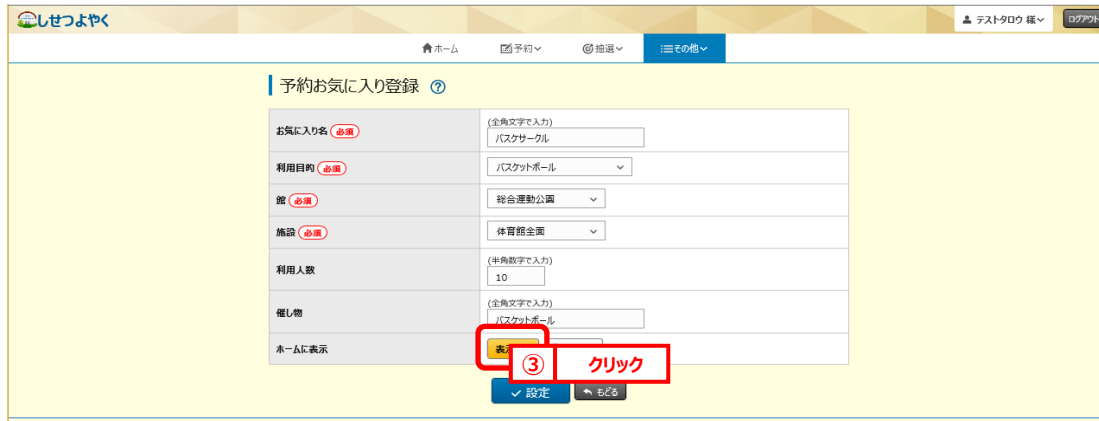 しせつよやく
テストタロウ 様
ログアウト
ホーム 予約 抽選 その他
予約お気に入り登録 ?
お気に入り名 必須
(全角文字で入力)
バスケサークル
利用目的 必須 バスケットボール
館 必須 総合運動公園
施設 必須 体育館全面
利用人数
(半角数字で入力)
10
催し物
(全角文字で入力)
バスケットボール
ホームに表示
③ クリック
設定 もどる